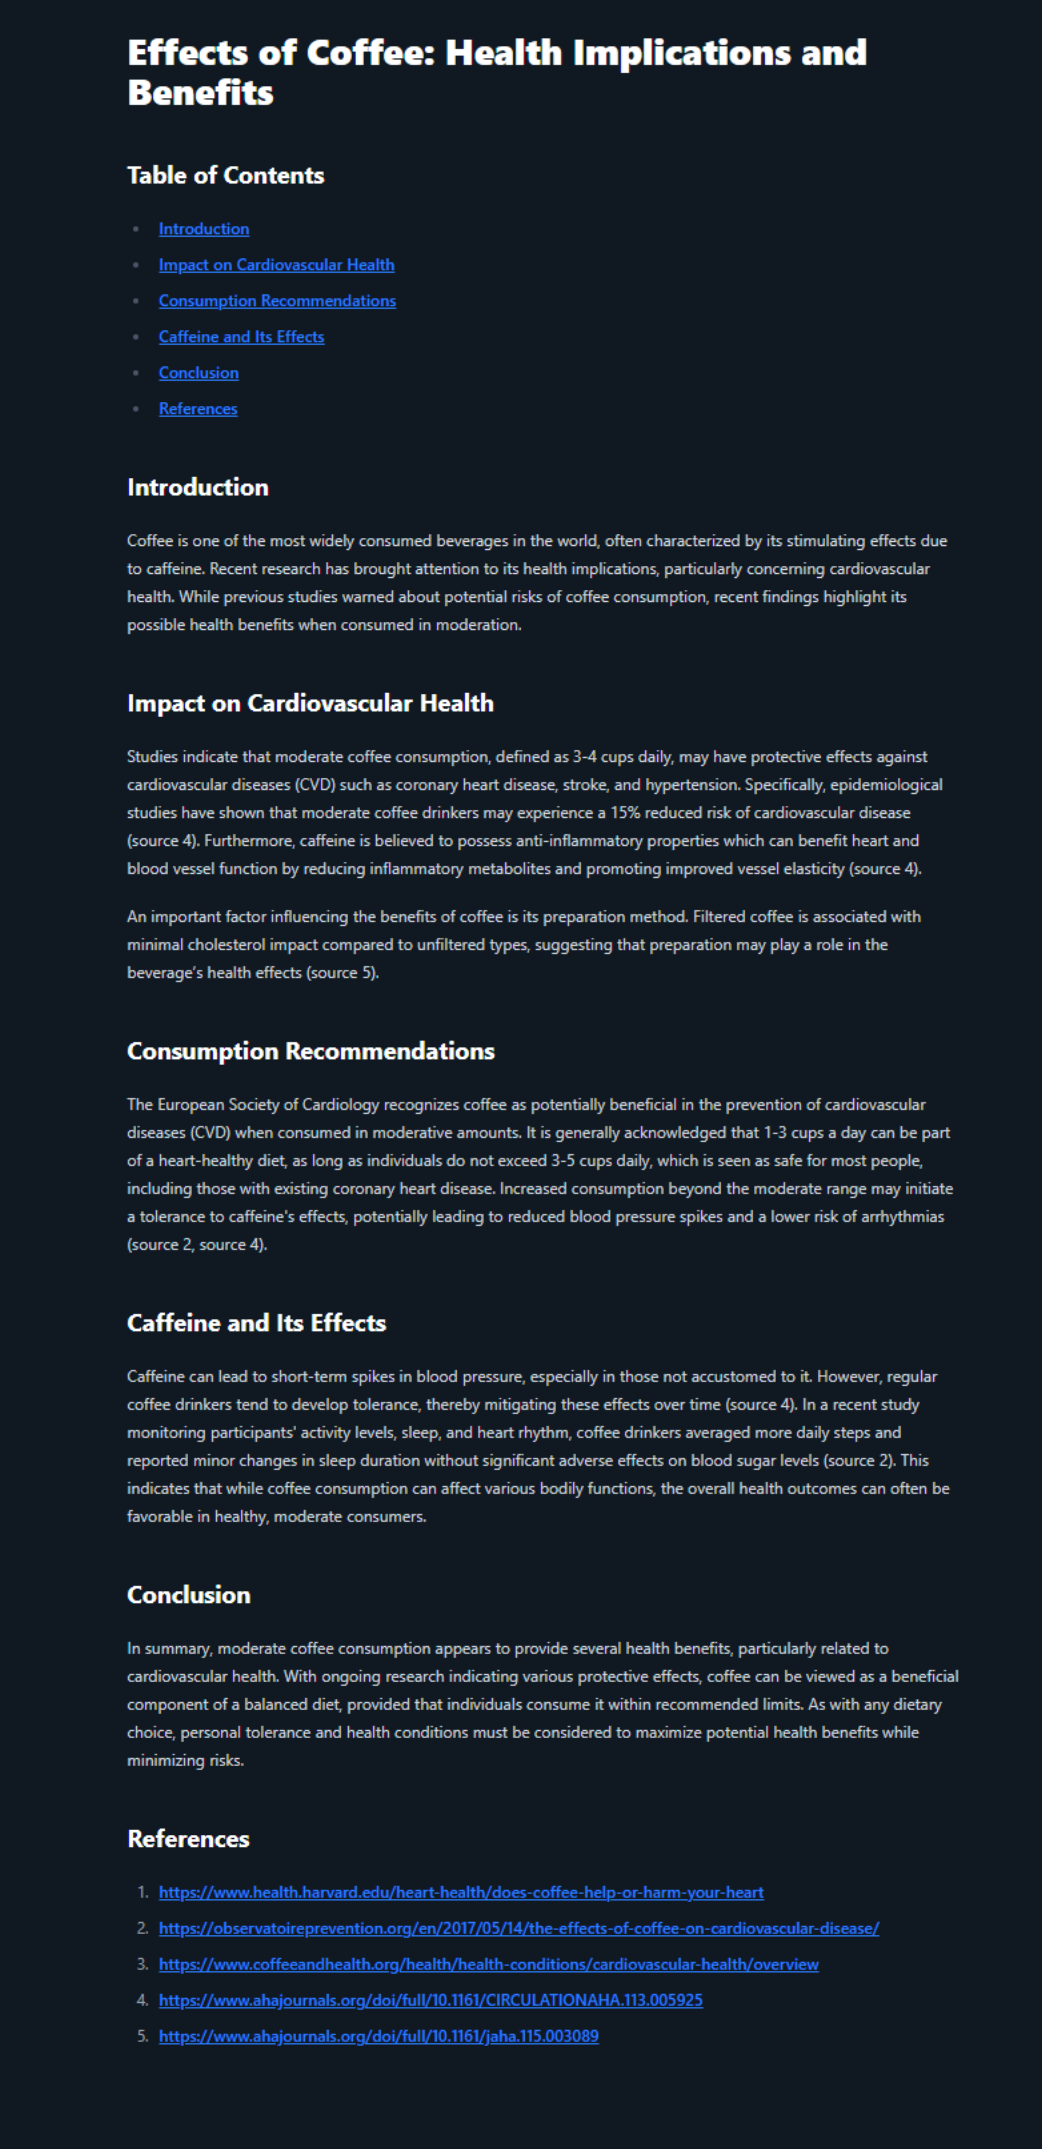 Effects of Coffee: Health Implications and
Benefits
Table of Contents
• Introduction
• Impact on Cardiovascular Health
• Consumption Recommendations
• Caffeine and Its Effects
• Conclusion
• References
Introduction
Coffee is one of the most widely consumed beverages in the world, often characterized by its stimulating effects due
to caffeine. Recent research has brought attention to its health implications, particularly concerning cardiovascular
health. While previous studies warned about potential risks of coffee consumption, recent findings highlight its
possible health benefits when consumed in moderation.
Impact on Cardiovascular Health
Studies indicate that moderate coffee consumption, defined as 3-4 cups daily, may have protective effects against
cardiovascular diseases (CVD) such as coronary heart disease, stroke, and hypertension. Specifically, epidemiological
studies have shown that moderate coffee drinkers may experience a 15% reduced risk of cardiovascular disease
(source 4). Furthermore, caffeine is believed to possess anti-inflammatory properties which can benefit heart and
blood vessel function by reducing inflammatory metabolites and promoting improved vessel elasticity (source 4).
An important factor influencing the benefits of coffee is its preparation method. Filtered coffee is associated with
minimal cholesterol impact compared to unfiltered types, suggesting that preparation may play a role in the
beverage’s health effects (source 5).
Consumption Recommendations
The European Society of Cardiology recognizes coffee as potentially beneficial in the prevention of cardiovascular
diseases (CVD) when consumed in moderative amounts. It is generally acknowledged that 1-3 cups a day can be part
of a heart-healthy diet, as long as individuals do not exceed 3-5 cups daily, which is seen as safe for most people,
including those with existing coronary heart disease. Increased consumption beyond the moderate range may initiate
a tolerance to caffeine's effects, potentially leading to reduced blood pressure spikes and a lower risk of arrhythmias
(source 2, source 4).
Caffeine and Its Effects
Caffeine can lead to short-term spikes in blood pressure, especially in those not accustomed to it. However, regular
coffee drinkers tend to develop tolerance, thereby mitigating these effects over time (source 4). In a recent study
monitoring participants' activity levels, sleep, and heart rhythm, coffee drinkers averaged more daily steps and
reported minor changes in sleep duration without significant adverse effects on blood sugar levels (source 2). This
indicates that while coffee consumption can affect various bodily functions, the overall health outcomes can often be
favorable in healthy, moderate consumers.
Conclusion
In summary, moderate coffee consumption appears to provide several health benefits, particularly related to
cardiovascular health. With ongoing research indicating various protective effects, coffee can be viewed as a beneficial
component of a balanced diet, provided that individuals consume it within recommended limits. As with any dietary
choice, personal tolerance and health conditions must be considered to maximize potential health benefits while
minimizing risks.
References
1. https://www.health.harvard.edu/heart-health/does-coffee-help-or-harm-your-heart
2. https://observatoireprevention.org/en/2017/05/14/the-effects-of-coffee-on-cardiovascular-disease/
3. https://www.coffeeandhealth.org/health/health-conditions/cardiovascular-health/overview
4. https://www.ahajournals.org/doi/full/10.1161/CIRCULATIONAHA.113.005925
5. https://www.ahajournals.org/doi/full/10.1161/jaha.115.003089